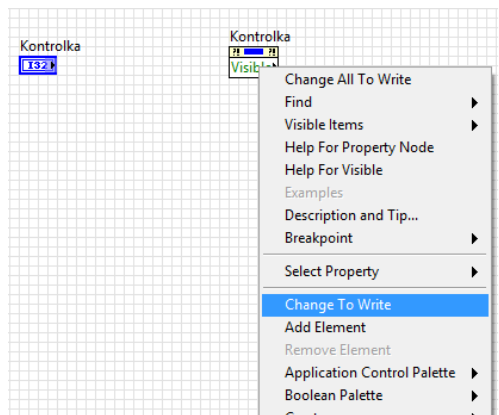 Kontrolka
I32
Kontrolka
Visible
Change All To Write
Find
Visible Items
Help For Property Node
Help For Visible
Examples
Description and Tip...
Breakpoint
Select Property
Change To Write
Add Element
Remove Element
Application Control Palette
Boolean Palette